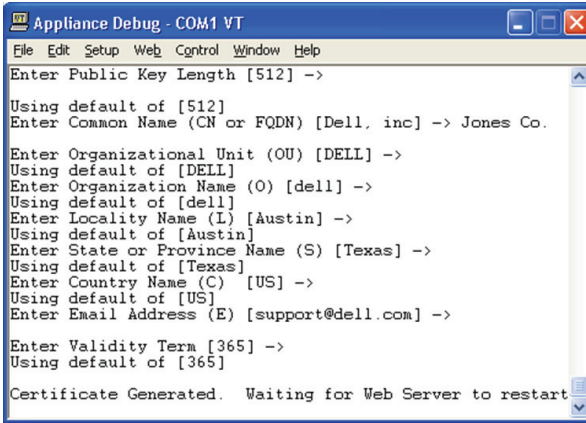 Appliance Debug - COM1 VT
File Edit Setup Web Control Window Help
Enter Public Key Length [512] ->
Using default of [512]
Enter Common Name (CN or FQDN) [Dell, inc] -> Jones Co.
Enter Organizational Unit (OU) [DELL] ->
Using default of [DELL]
Enter Organization Name (O) [dell] ->
Using default of [dell]
Enter Locality Name (L) [Austin] ->
Using default of [Austin]
Enter State or Province Name (S) [Texas] ->
Using default of [Texas]
Enter Country Name (C)  [US] ->
Using default of [US]
Enter Email Address (E) [support@dell.com] ->
Enter Validity Term [365] ->
Using default of [365]
Certificate Generated.  Waiting for Web Server to restart